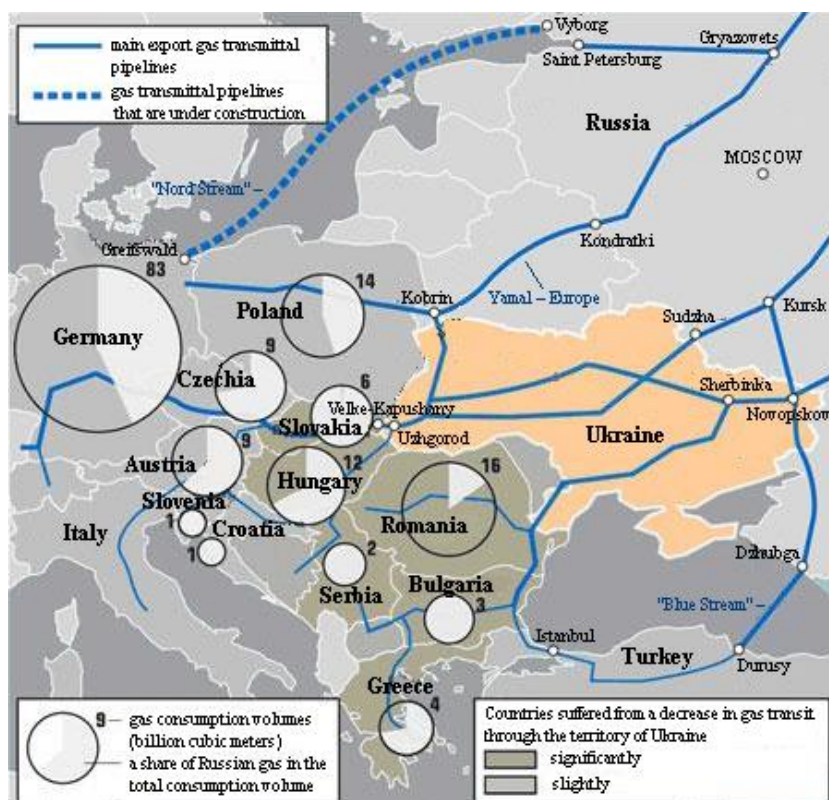 main export gas transmittal
pipelines
gas transmittal pipelines
that are under construction
Vyborg
Saint Petersburg
Gryazovets
Russia
MOSCOW
"Nord Stream" –
Greifswald
Kondratki
83
14
Poland
Kobrin
Yamal – Europe
Sudzha
Kursk
Germany
9
Czechia
6
Sherbinka
Novopskow
Velke-Kapushany
Slovakia
Uzhgorod
Ukraine
9
Austria
12
Hungary
16
Slovenia
1
Croatia
Romania
Italy
1
2
Serbia
Bulgaria
3
Dzhubga
"Blue Stream" –
Istanbul
Turkey
Durusy
Greece
4
9 – gas consumption volumes
(billion cubic meters)
a share of Russian gas in the
total consumption volume
Countries suffered from a decrease in gas transit
through the territory of Ukraine
significantly
slightly